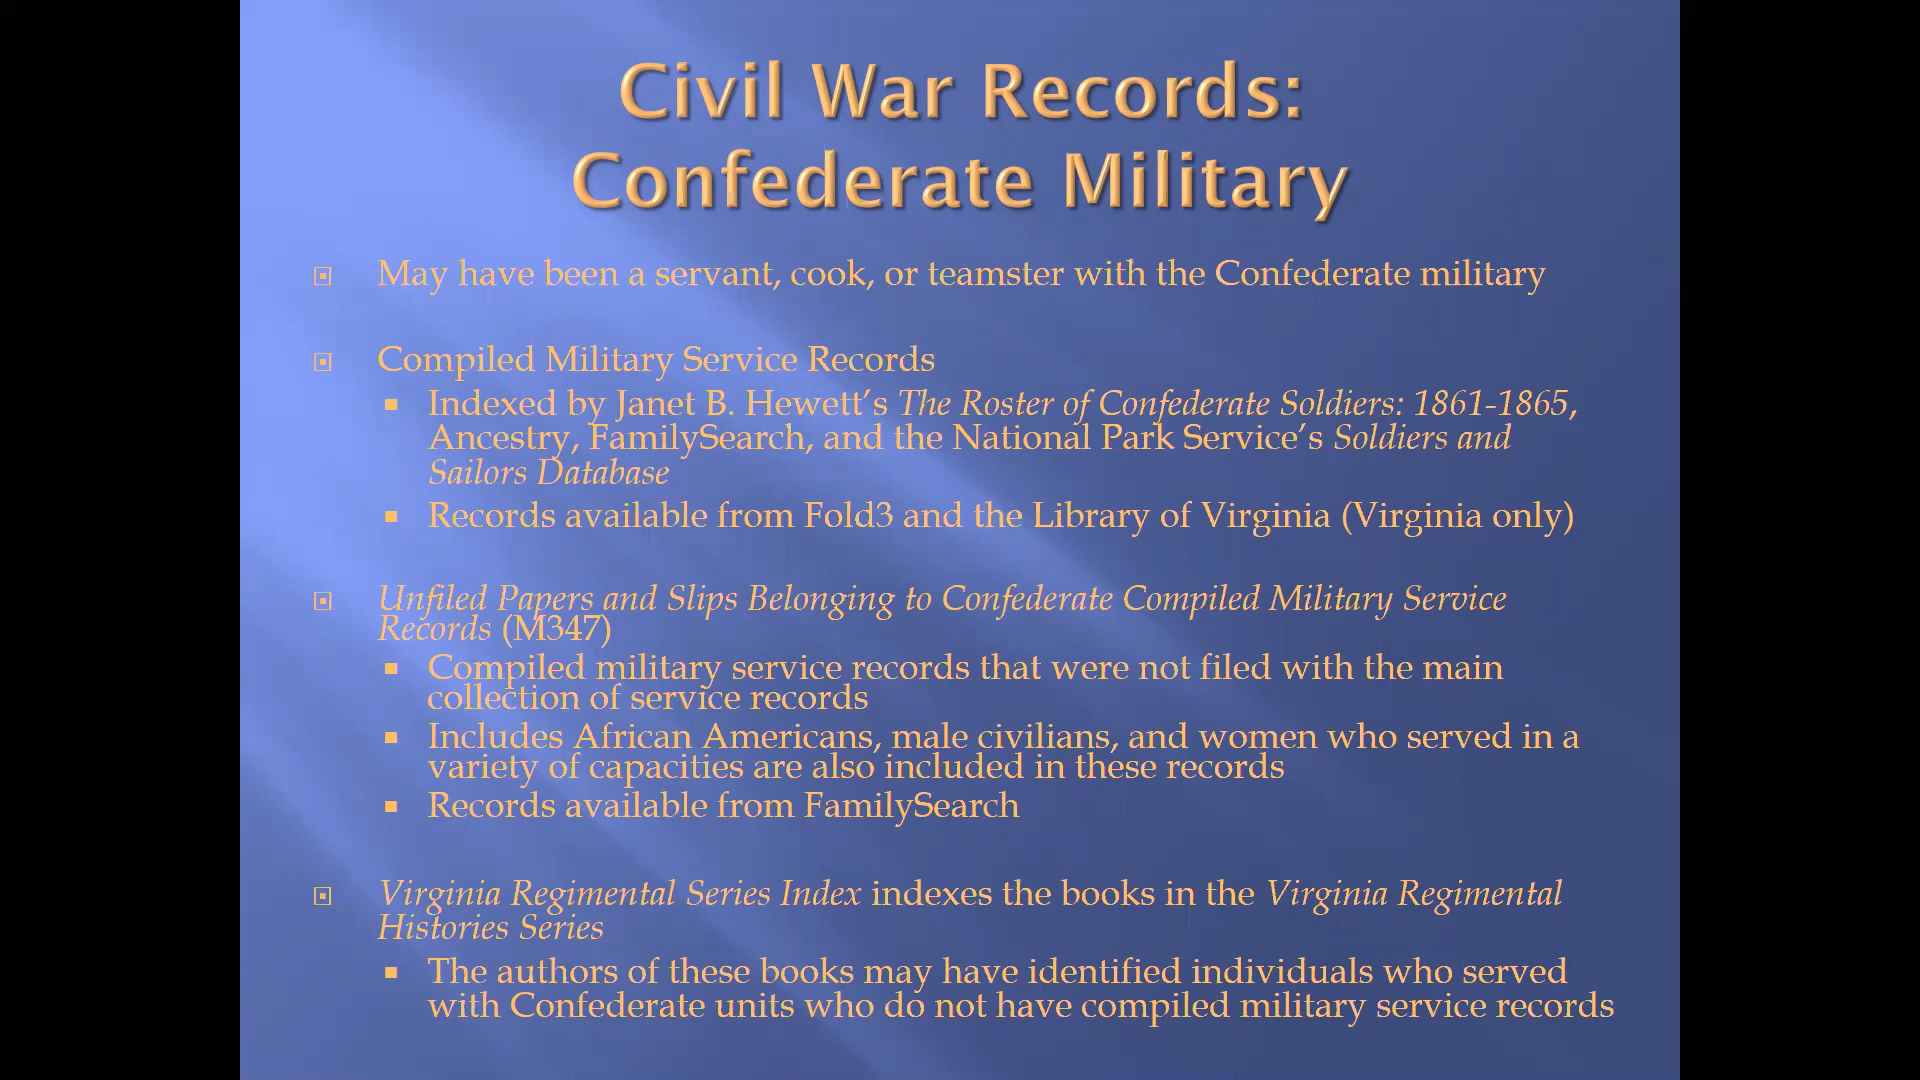 Civil War Records:
Confederate Military
May have been a servant, cook, or teamster with the Confederate military
Compiled Military Service Records
Indexed by Janet B. Hewett’s The Roster of Confederate Soldiers: 1861-1865,
Ancestry, FamilySearch, and the National Park Service’s Soldiers and
Sailors Database
Records available from Fold3 and the Library of Virginia (Virginia only)
Unfiled Papers and Slips Belonging to Confederate Compiled Military Service
Records (M347)
Compiled military service records that were not filed with the main
collection of service records
Includes African Americans, male civilians, and women who served in a
variety of capacities are also included in these records
Records available from FamilySearch
Virginia Regimental Series Index indexes the books in the Virginia Regimental
Histories Series
The authors of these books may have identified individuals who served
with Confederate units who do not have compiled military service records